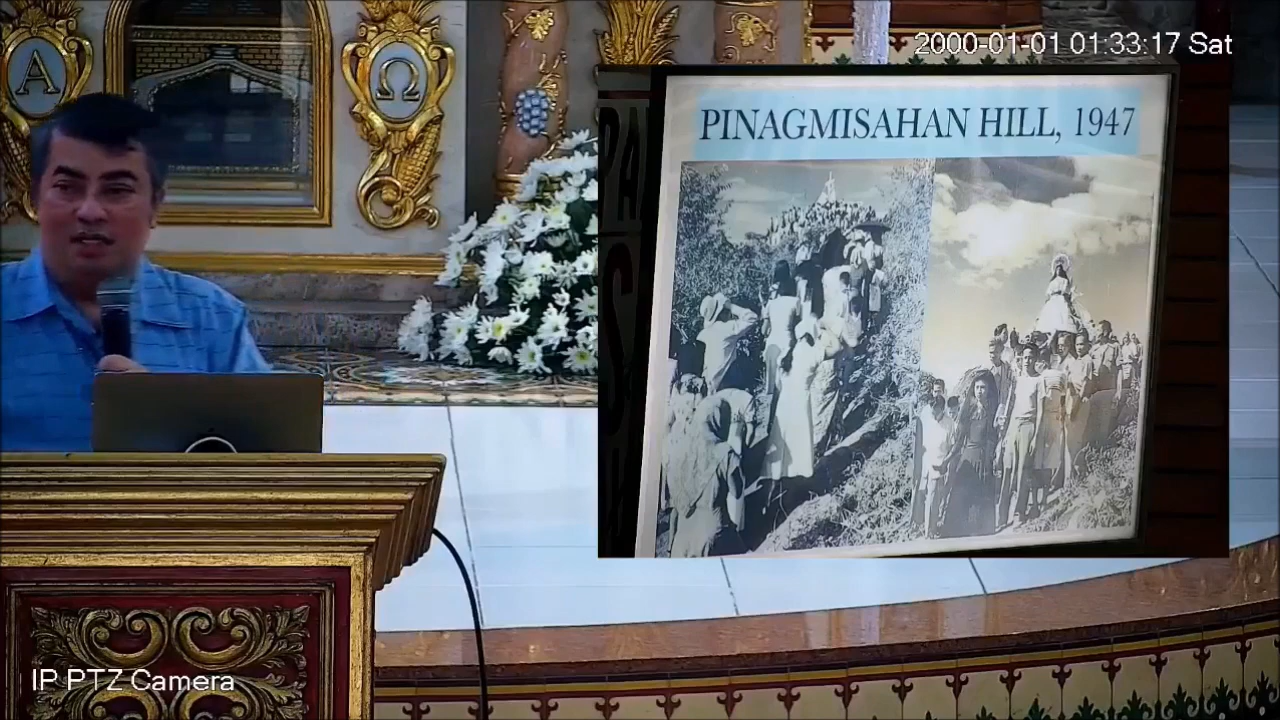 2000-01-01 01:33:17 Sat
Α
Ω
PINAGMISAHAN HILL, 1947
IP PTZ Camera